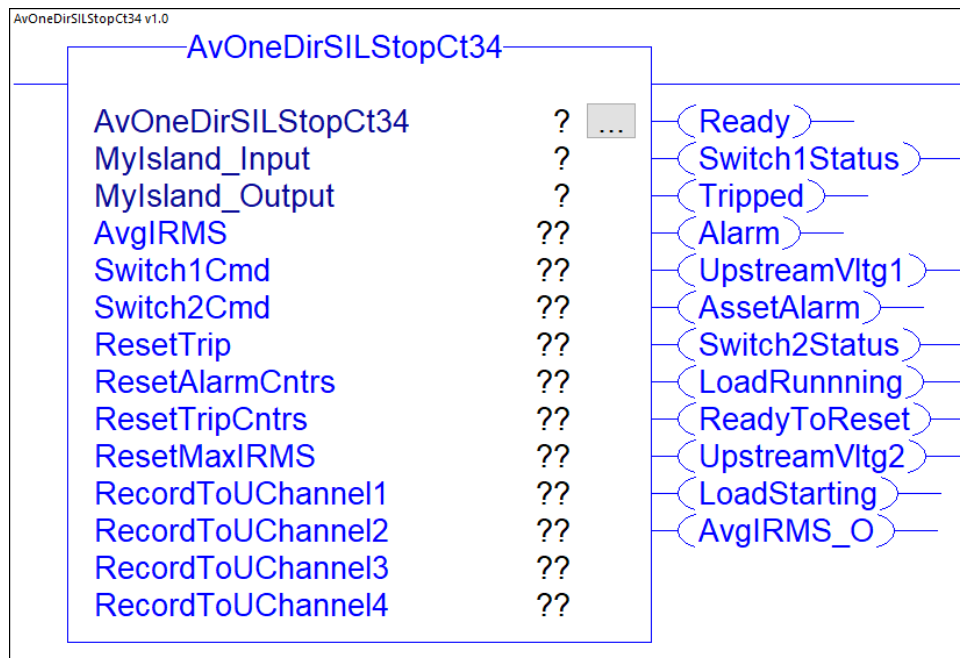 AvOneDirSILStopCt34 v1.0
AvOneDirSILStopCt34
AvOneDirSILStopCt34 ? ... Ready
MyIsland_Input ? Switch1Status
MyIsland_Output ? Tripped
AvgIRMS ?? Alarm
Switch1Cmd ?? UpstreamVltg1
Switch2Cmd ?? AssetAlarm
ResetTrip ?? Switch2Status
ResetAlarmCntrs ?? LoadRunnning
ResetTripCntrs ?? ReadyToReset
ResetMaxIRMS ?? UpstreamVltg2
RecordToUChannel1 ?? LoadStarting
RecordToUChannel2 ?? AvgIRMS_O
RecordToUChannel3 ??
RecordToUChannel4 ??